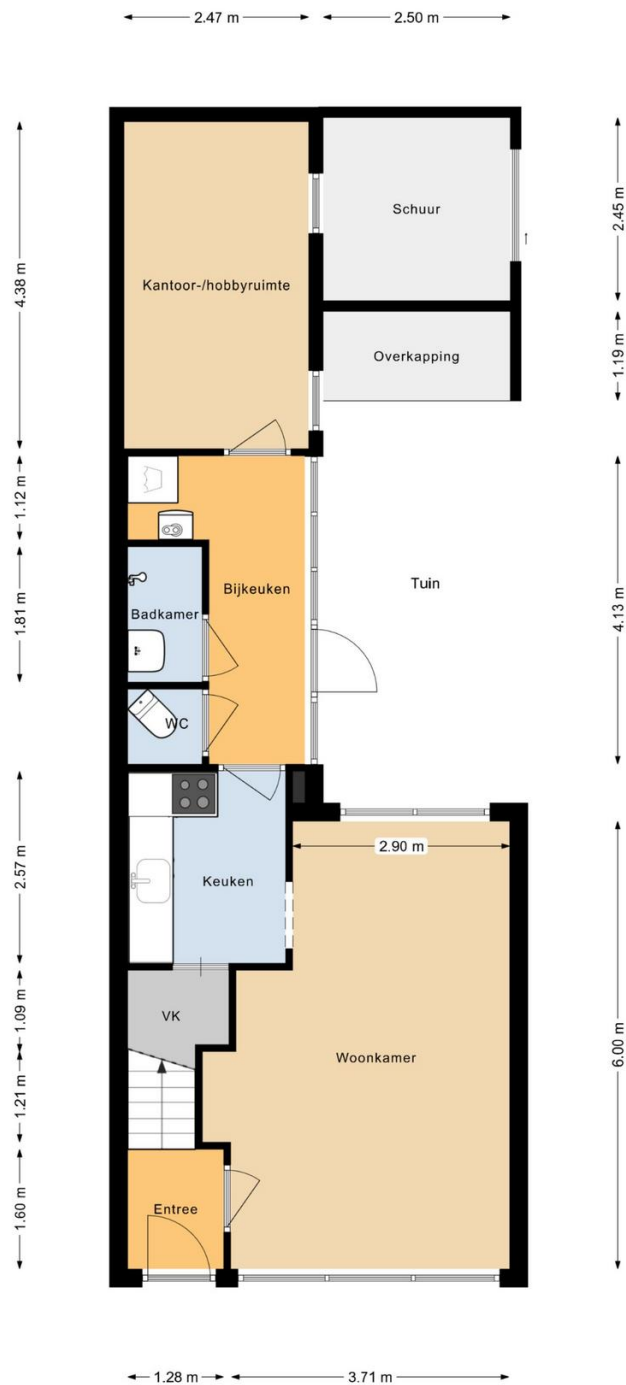 2.47 m
2.50 m
Schuur
2.45 m
4.38 m
Kantoor-/hobbyruimte
Overkapping
1.19 m
1.12 m
Bijkeuken
Tuin
4.13 m
1.81 m
Badkamer
WC
2.57 m
2.90 m
Keuken
VK
1.09 m
Woonkamer
6.00 m
1.21 m
Entree
1.60 m
1.28 m
3.71 m